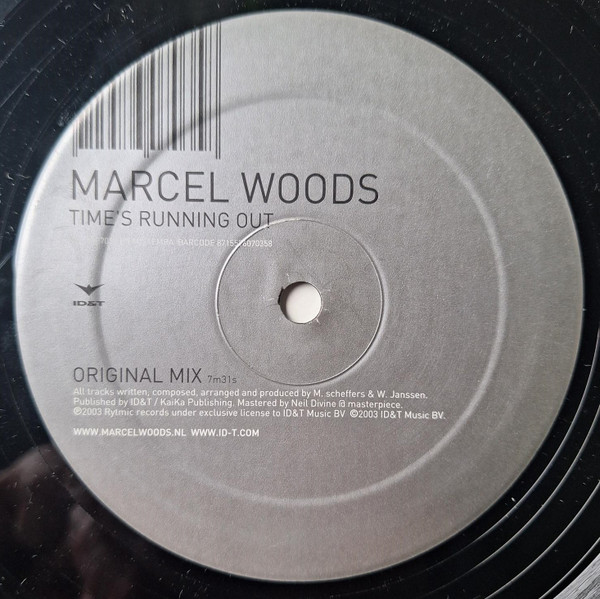 MARCEL WOODS
TIME'S RUNNING OUT
BARCODE 8715576070358
ID&T
ORIGINAL MIX 7m31s
All tracks written, composed, arranged and produced by M. scheffers & W. Janssen.
Published by ID&T / KaiKa Publishing. Mastered by Neil Divine @ masterpiece.
℗2003 Rytmic records under exclusive license to ID&T Music BV ©2003 ID&T Music BV.
WWW.MARCELWOODS.NL WWW.ID-T.COM